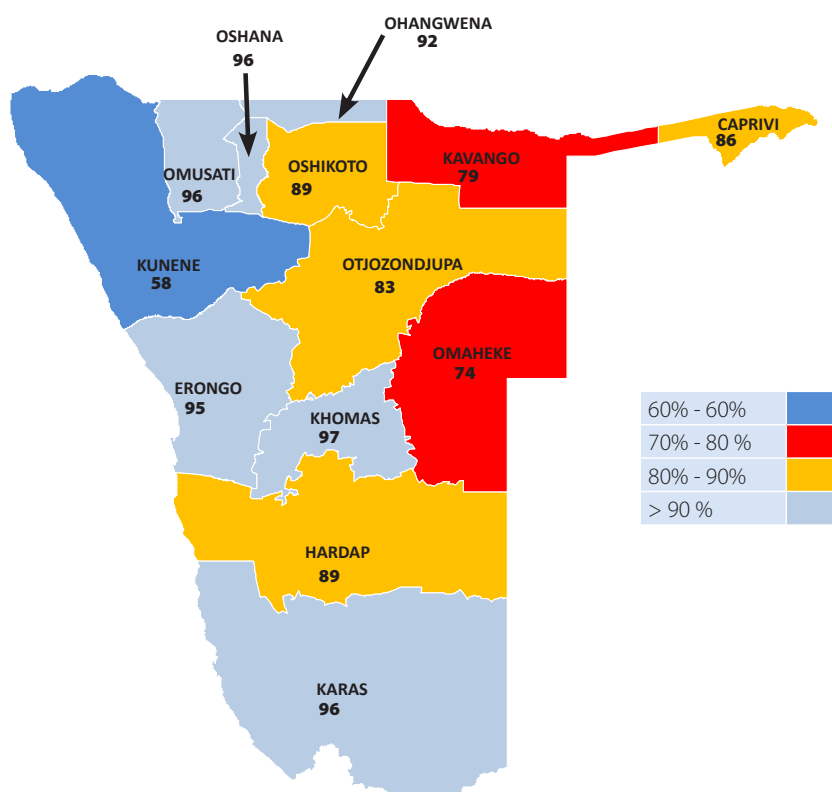 OHANGWENA
92
OSHANA
96
CAPRIVI
86
OMUSATI
96
OSHIKOTO
89
KAVANGO
79
KUNENE
58
OTJOZONDJUPA
83
OMAHEKE
74
ERONGO
95
KHOMAS
97
60% - 60%
70% - 80 %
80% - 90%
> 90 %
HARDAP
89
KARAS
96